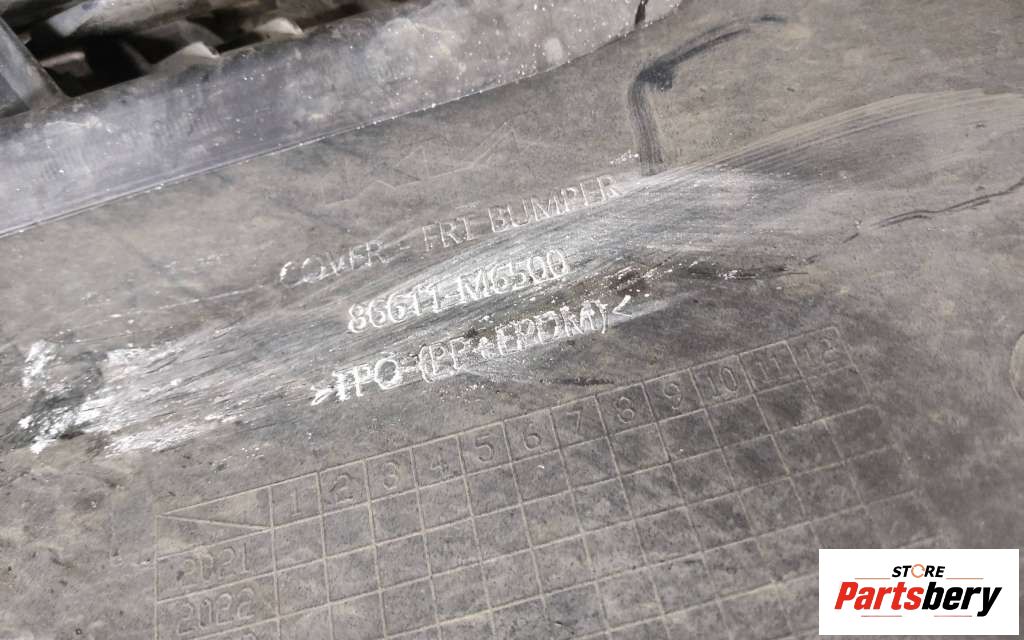 KIA
COVER - FRT BUMPER
86611-M6500
>TPO-(PP+EPDM)<
1 2 3 4 5 6 7 8 9 10 11 12
2021
2022
STORE
Partsbery